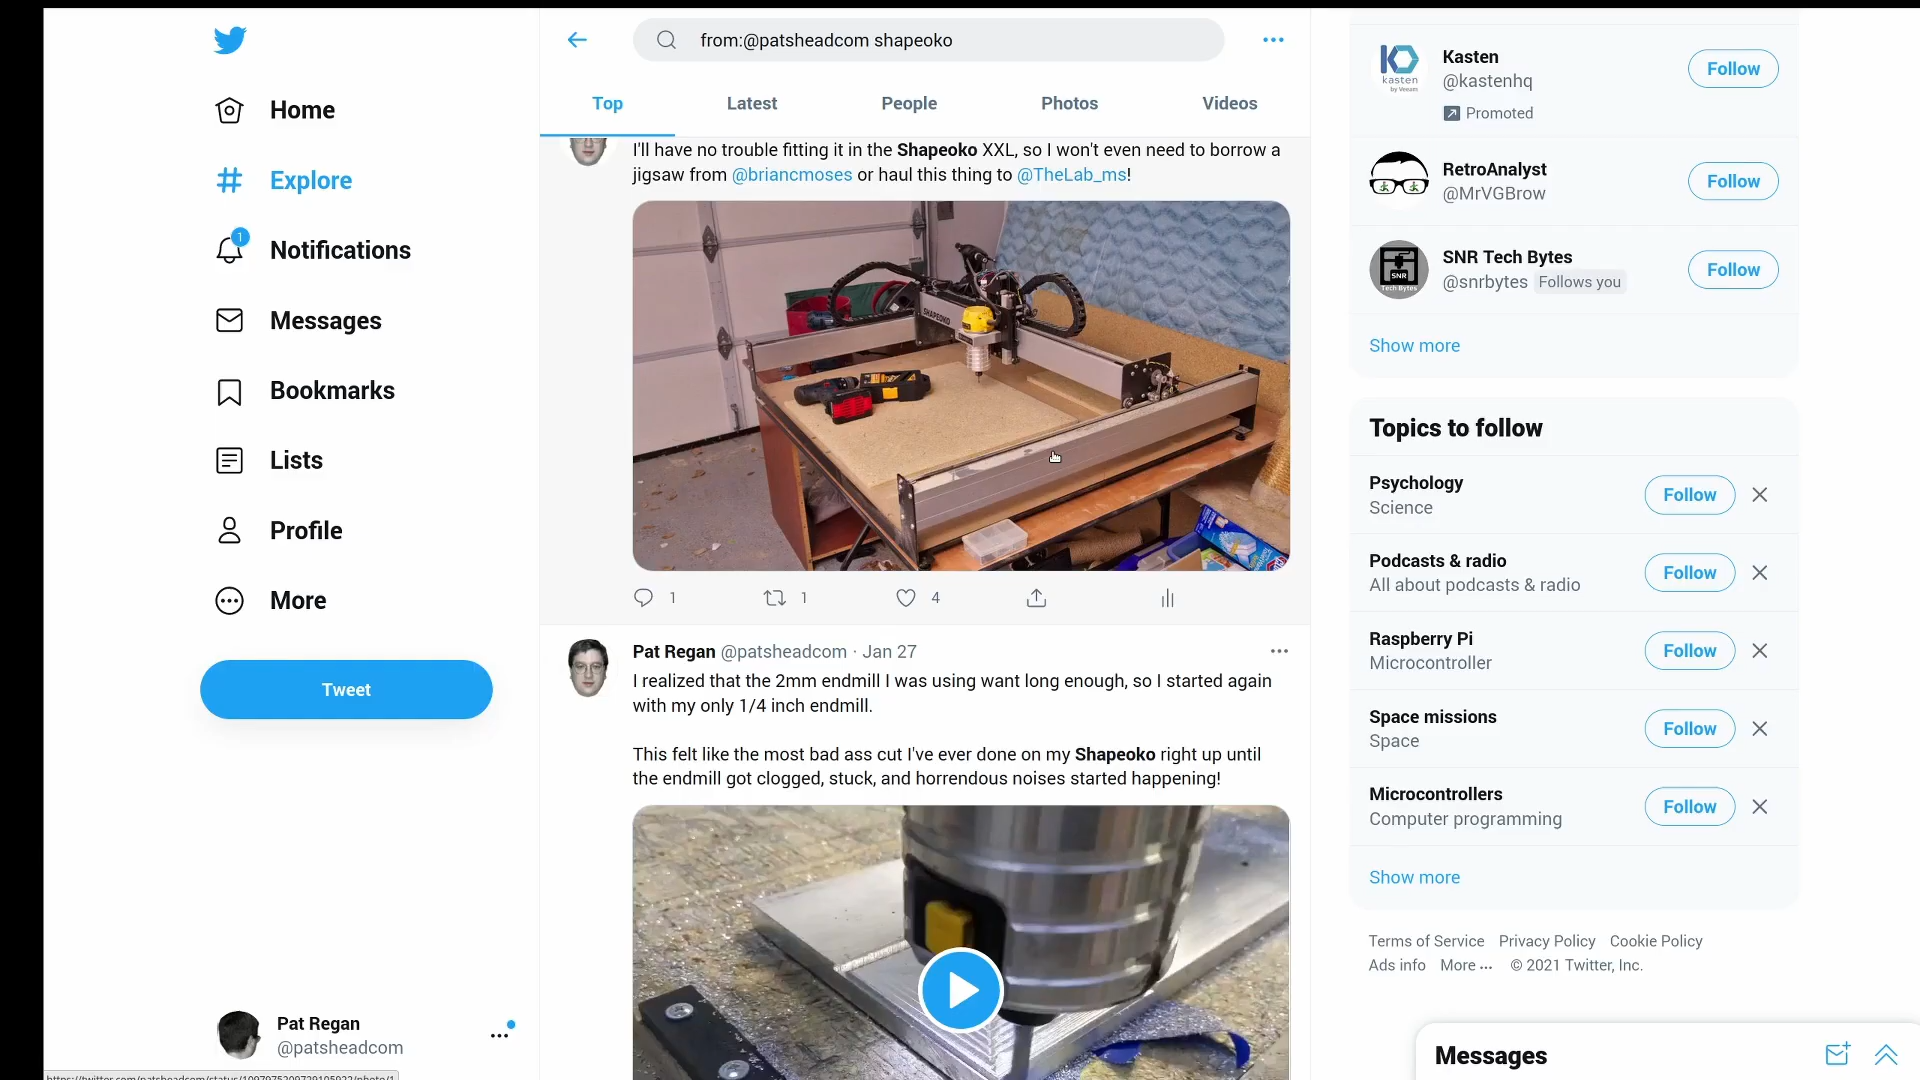 from:@patsheadcom shapeoko
Top
Latest
People
Photos
Videos
Home
Explore
1
Notifications
Messages
Bookmarks
Lists
Profile
More
Tweet
Pat Regan
@patsheadcom
I'll have no trouble fitting it in the Shapeoko XXL, so I won't even need to borrow a
jigsaw from @briancmoses or haul this thing to @TheLab_ms!
SHAPEOKO
1
1
4
Pat Regan @patsheadcom · Jan 27
I realized that the 2mm endmill I was using want long enough, so I started again
with my only 1/4 inch endmill.
This felt like the most bad ass cut I've ever done on my Shapeoko right up until
the endmill got clogged, stuck, and horrendous noises started happening!
kasten
by Veeam
Kasten
@kastenhq
Promoted
Follow
RetroAnalyst
@MrVGBrow
Follow
SNR
Tech Bytes
SNR Tech Bytes
@snrbytes Follows you
Follow
Show more
Topics to follow
Psychology
Science
Follow
Podcasts & radio
All about podcasts & radio
Follow
Raspberry Pi
Microcontroller
Follow
Space missions
Space
Follow
Microcontrollers
Computer programming
Follow
Show more
Terms of Service Privacy Policy Cookie Policy
Ads info More ... © 2021 Twitter, Inc.
Messages